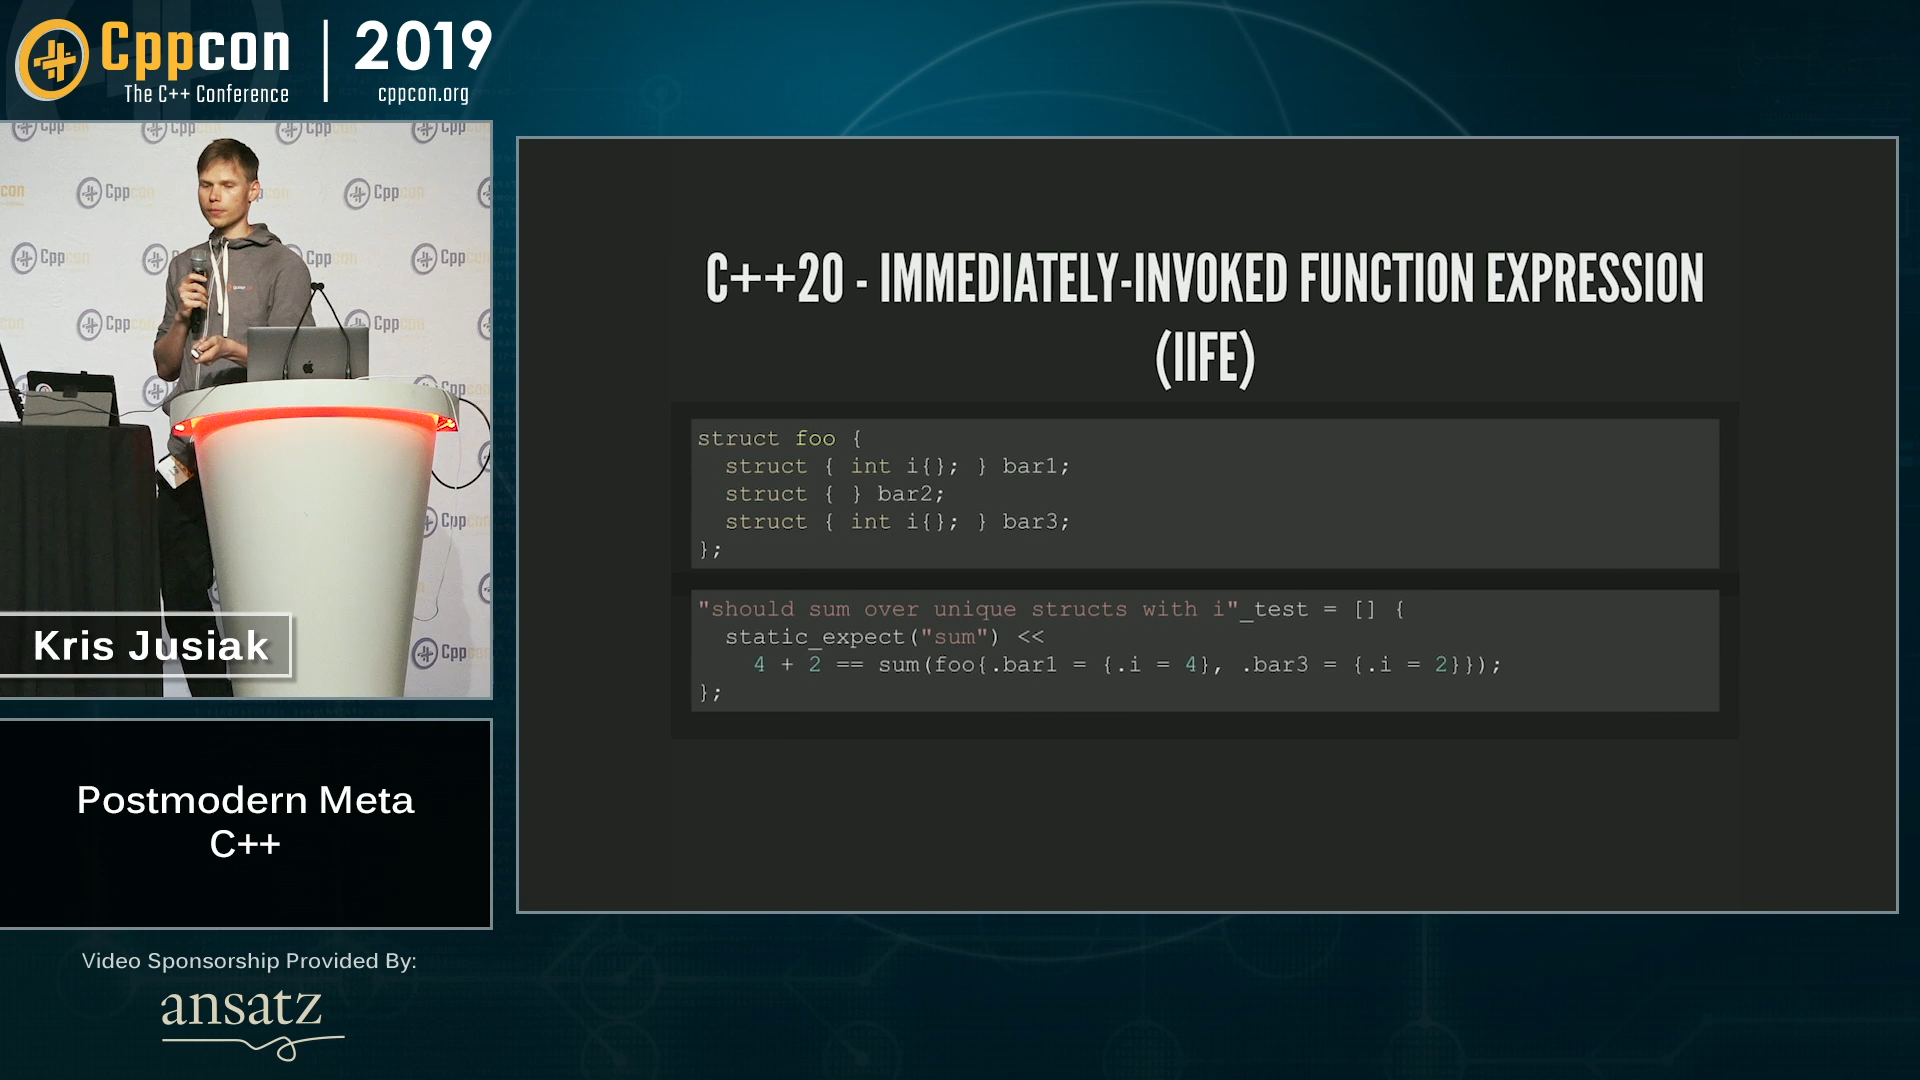 Cppcon | 2019
The C++ Conference
cppcon.org
Kris Jusiak
Postmodern Meta
C++
Video Sponsorship Provided By:
ansatz
C++20 - IMMEDIATELY-INVOKED FUNCTION EXPRESSION
(IIFE)
struct foo {
  struct { int i{}; } bar1;
  struct { } bar2;
  struct { int i{}; } bar3;
};
"should sum over unique structs with i"_test = [] {
  static_expect("sum") <<
    4 + 2 == sum(foo{.bar1 = {.i = 4}, .bar3 = {.i = 2}});
};